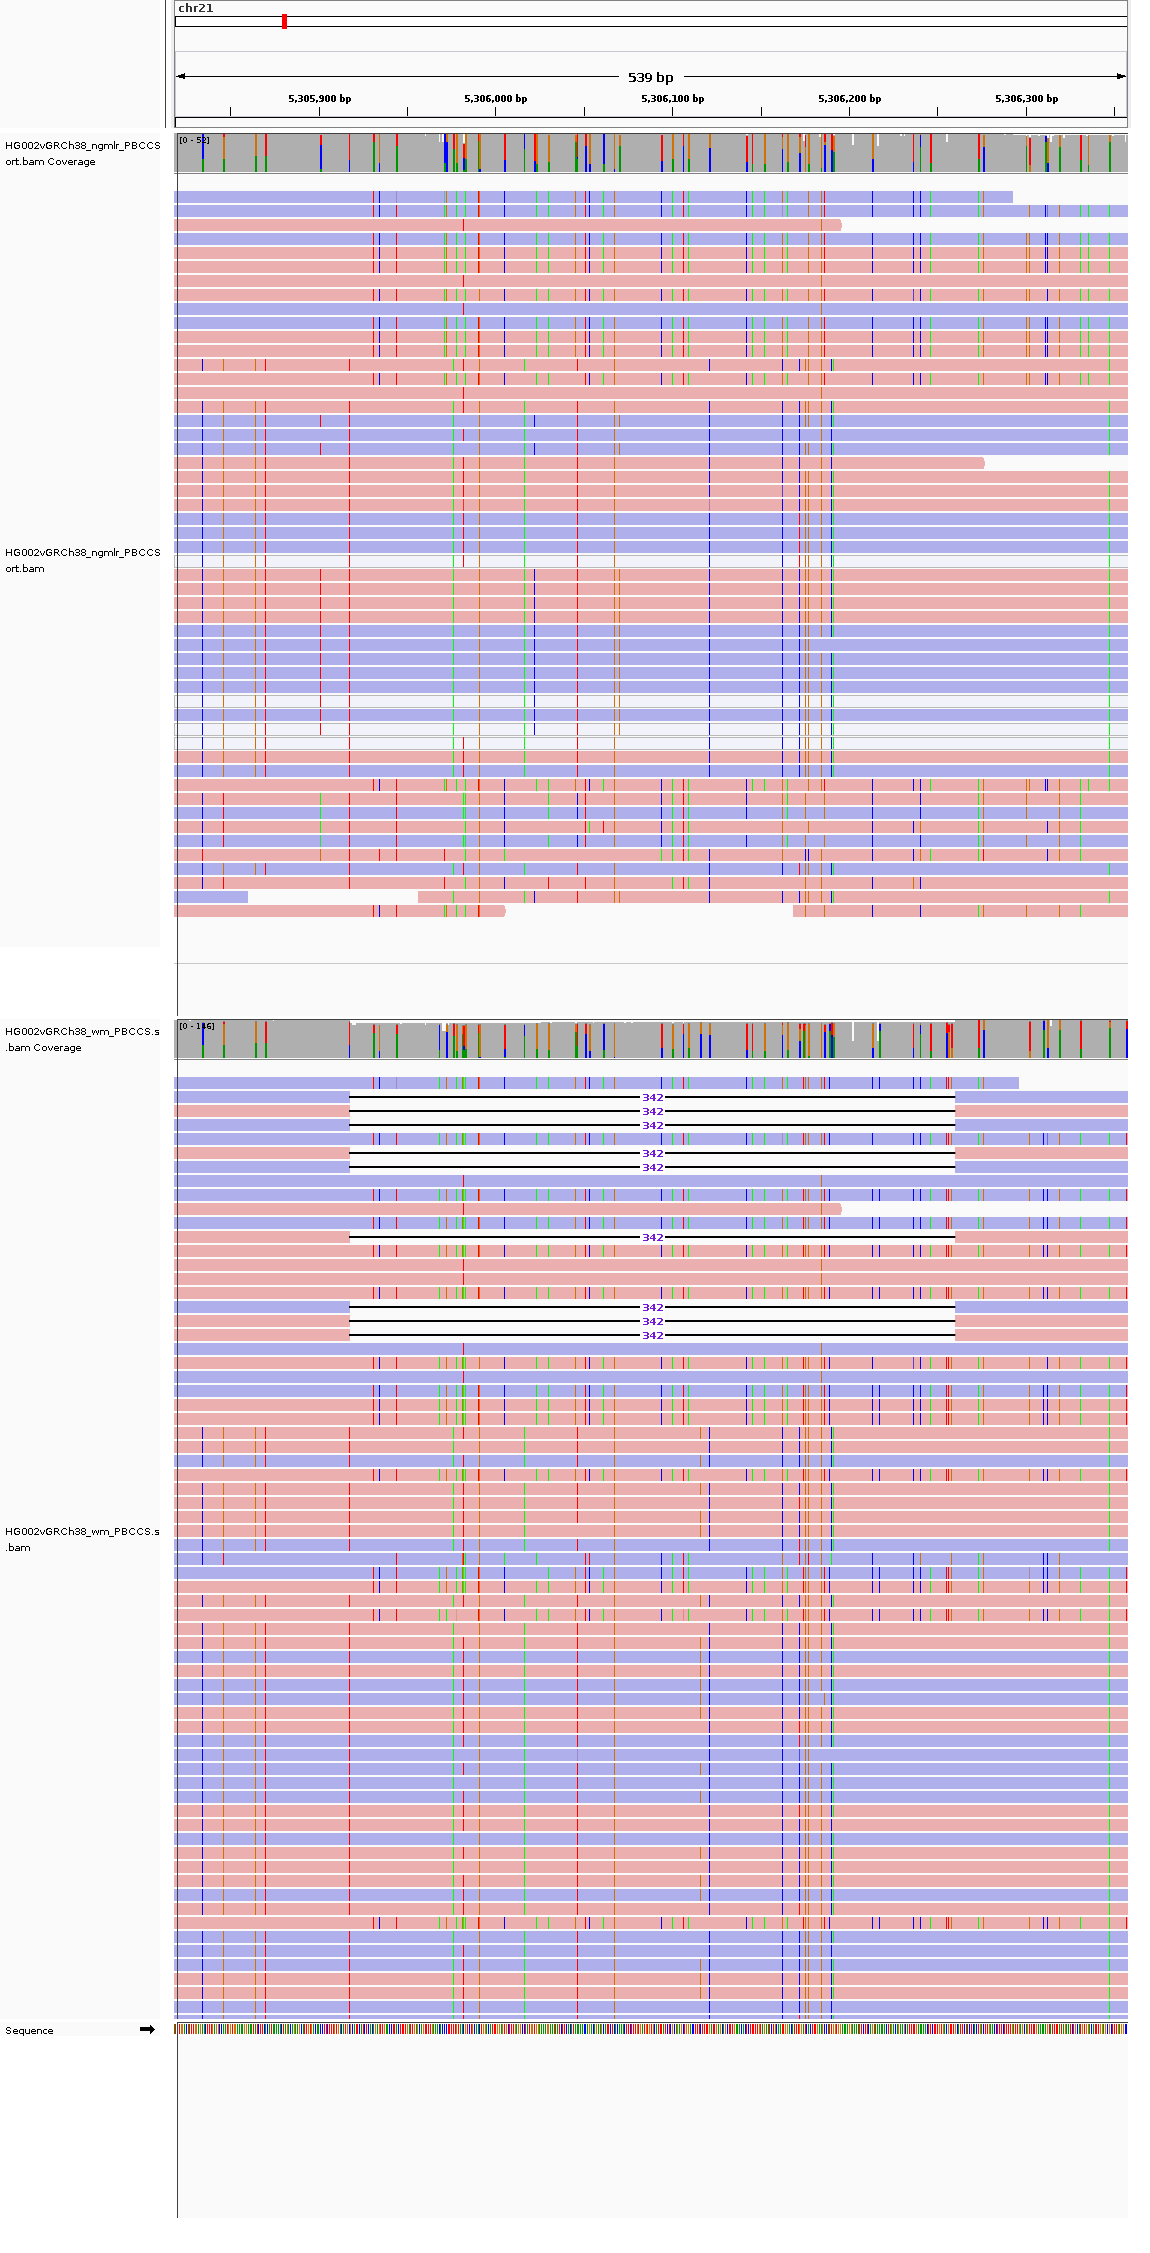 chr21
539 bp
5,305,900 bp 5,306,000 bp 5,306,100 bp 5,306,200 bp 5,306,300 bp
HG002vGRCh38_ngmlr_PBCCS
ort.bam Coverage
[0 - 52]
HG002vGRCh38_ngmlr_PBCCS
ort.bam
HG002vGRCh38_wm_PBCCS.s
.bam Coverage
[0 - 146]
342
342
342
342
342
342
342
342
342
HG002vGRCh38_wm_PBCCS.s
.bam
Sequence